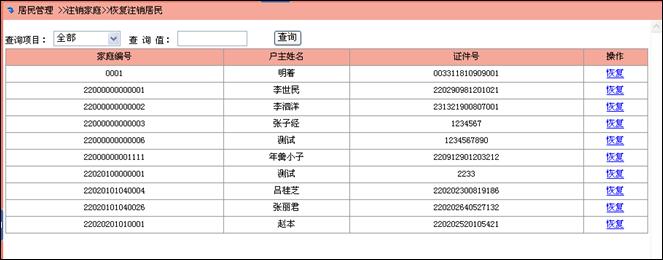 居民管理 >>注销家庭>>恢复注销居民
查询项目： 全部 查 询 值： 查询
家庭编号 户主姓名 证件号 操作
0001 明著 003311810909001 恢复
22000000000001 李世民 220290981201021 恢复
22000000000002 李泗洋 231321900807001 恢复
22000000000003 张子经 1234567 恢复
22000000000006 测试 1234567890 恢复
22000000001111 年羹小子 220912901203212 恢复
22020100000001 测试 2233 恢复
22020101040004 吕桂芝 220202300819186 恢复
22020101040026 张丽君 220202640527132 恢复
22020201010001 赵本 220202520105421 恢复